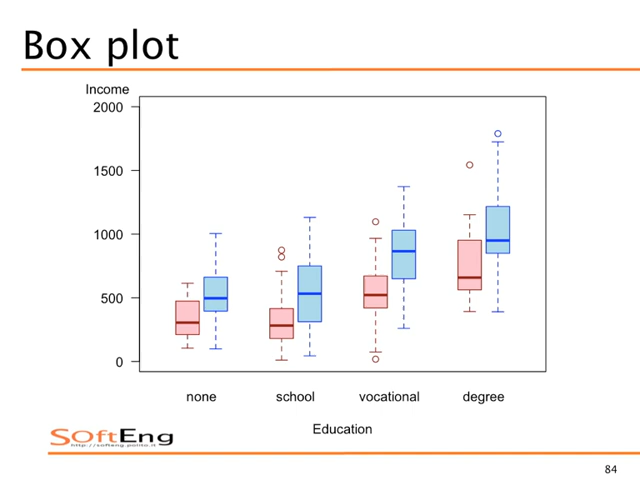 Box plot
Income
2000
1500
1000
500
0
none school vocational degree
Education
SOftEng
http://softeng.polito.it
84